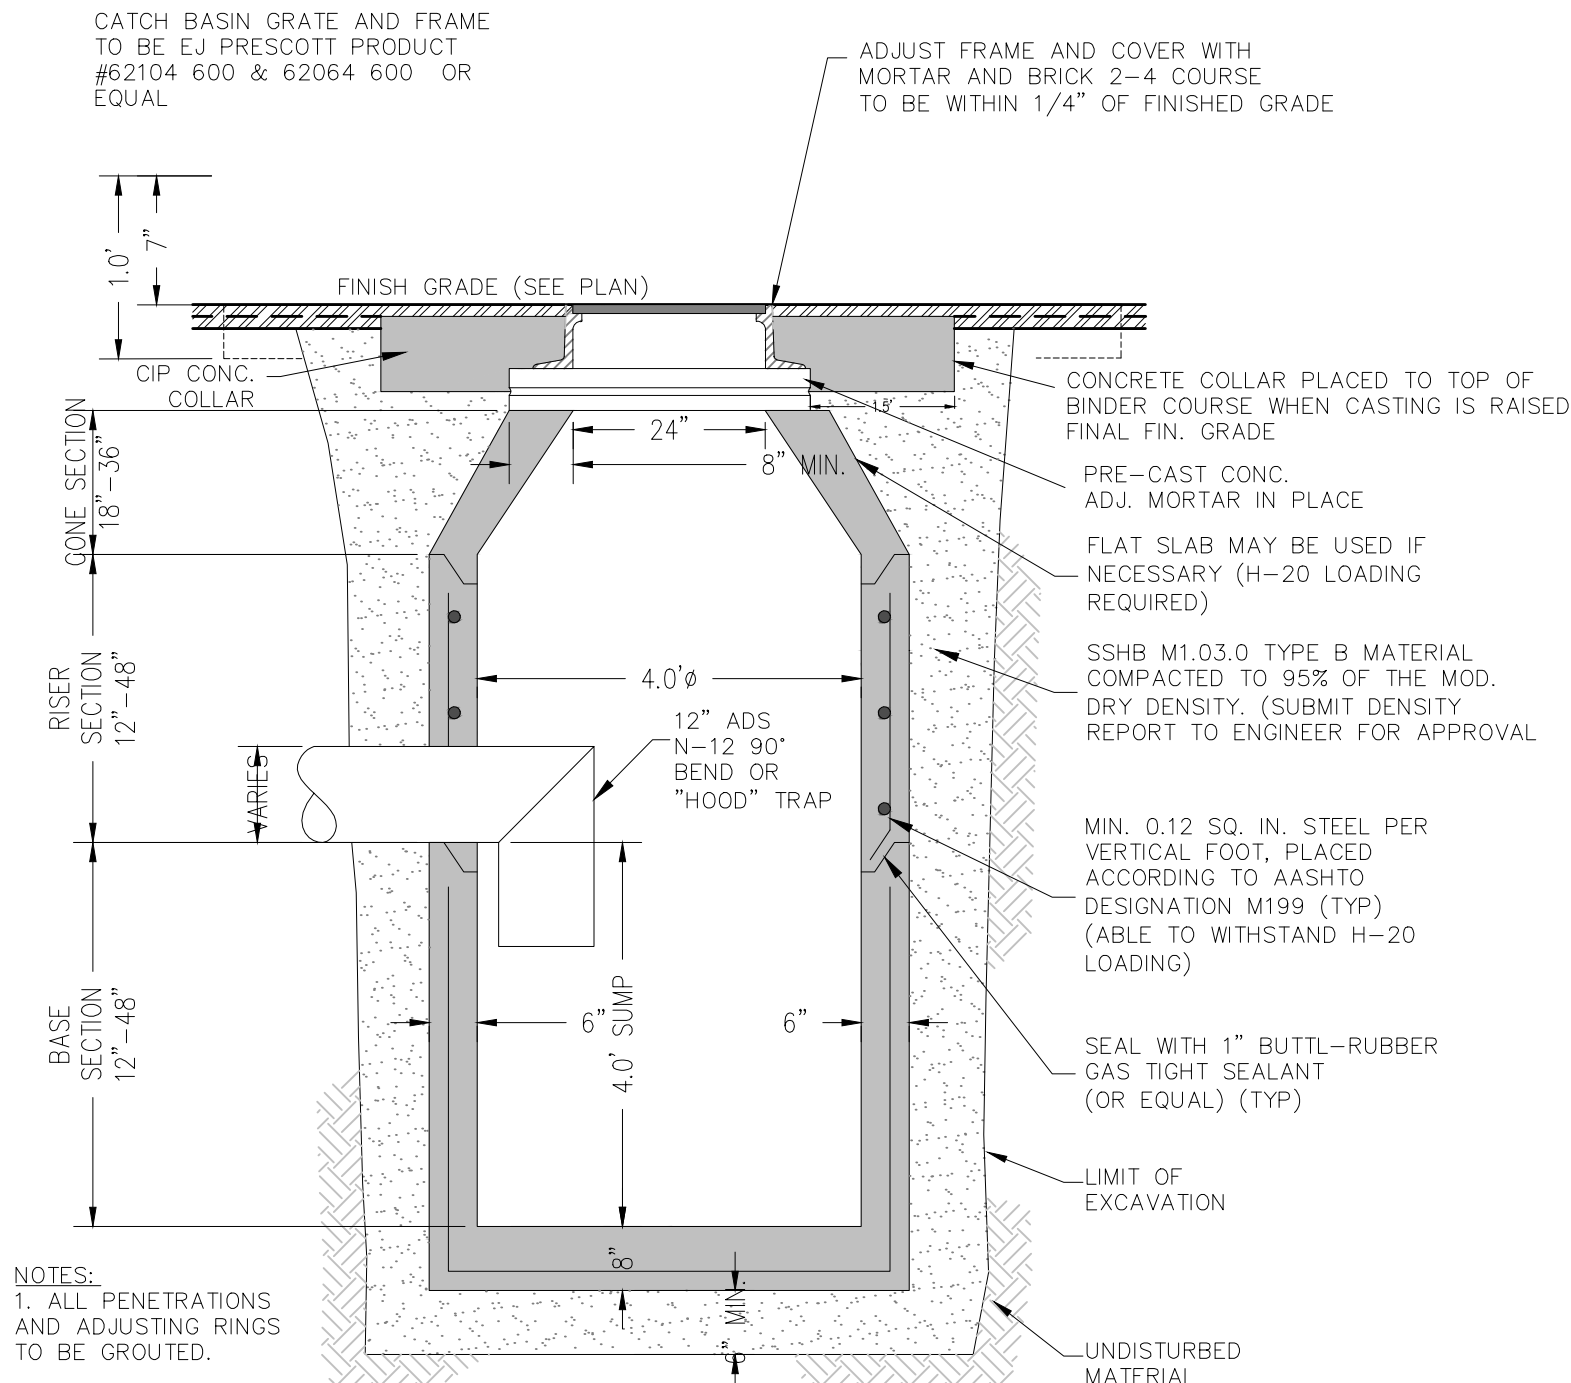 CATCH BASIN GRATE AND FRAME
TO BE EJ PRESCOTT PRODUCT
#62104 600 & 62064 600 OR
EQUAL
ADJUST FRAME AND COVER WITH
MORTAR AND BRICK 2-4 COURSE
TO BE WITHIN 1/4" OF FINISHED GRADE
1.0'
7"
FINISH GRADE (SEE PLAN)
CIP CONC.
COLLAR
CONCRETE COLLAR PLACED TO TOP OF
BINDER COURSE WHEN CASTING IS RAISED
FINAL FIN. GRADE
1.5'
24"
8" MIN.
CONE SECTION
18"-36"
PRE-CAST CONC.
ADJ. MORTAR IN PLACE
FLAT SLAB MAY BE USED IF
NECESSARY (H-20 LOADING
REQUIRED)
RISER
SECTION
12"-48"
4.0'ø
SSHB M1.03.0 TYPE B MATERIAL
COMPACTED TO 95% OF THE MOD.
DRY DENSITY. (SUBMIT DENSITY
REPORT TO ENGINEER FOR APPROVAL
12" ADS
N-12 90°
BEND OR
"HOOD" TRAP
VARIES
MIN. 0.12 SQ. IN. STEEL PER
VERTICAL FOOT, PLACED
ACCORDING TO AASHTO
DESIGNATION M199 (TYP)
(ABLE TO WITHSTAND H-20
LOADING)
BASE
SECTION
12"-48"
6"
4.0' SUMP
6"
SEAL WITH 1" BUTTL-RUBBER
GAS TIGHT SEALANT
(OR EQUAL) (TYP)
LIMIT OF
EXCAVATION
8"
6" MIN.
NOTES:
1. ALL PENETRATIONS
AND ADJUSTING RINGS
TO BE GROUTED.
UNDISTURBED
MATERIAL